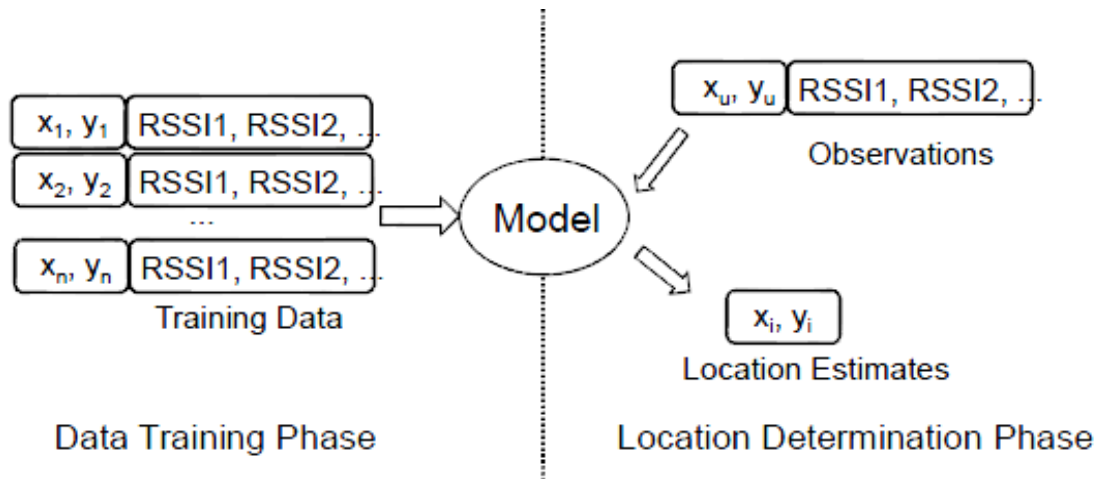 x₁, y₁ RSSI1, RSSI2, ...
x₂, y₂ RSSI1, RSSI2, ...
...
xₙ, yₙ RSSI1, RSSI2, ...
Training Data
Data Training Phase
Model
xᵤ, yᵤ RSSI1, RSSI2, ...
Observations
xᵢ, yᵢ
Location Estimates
Location Determination Phase